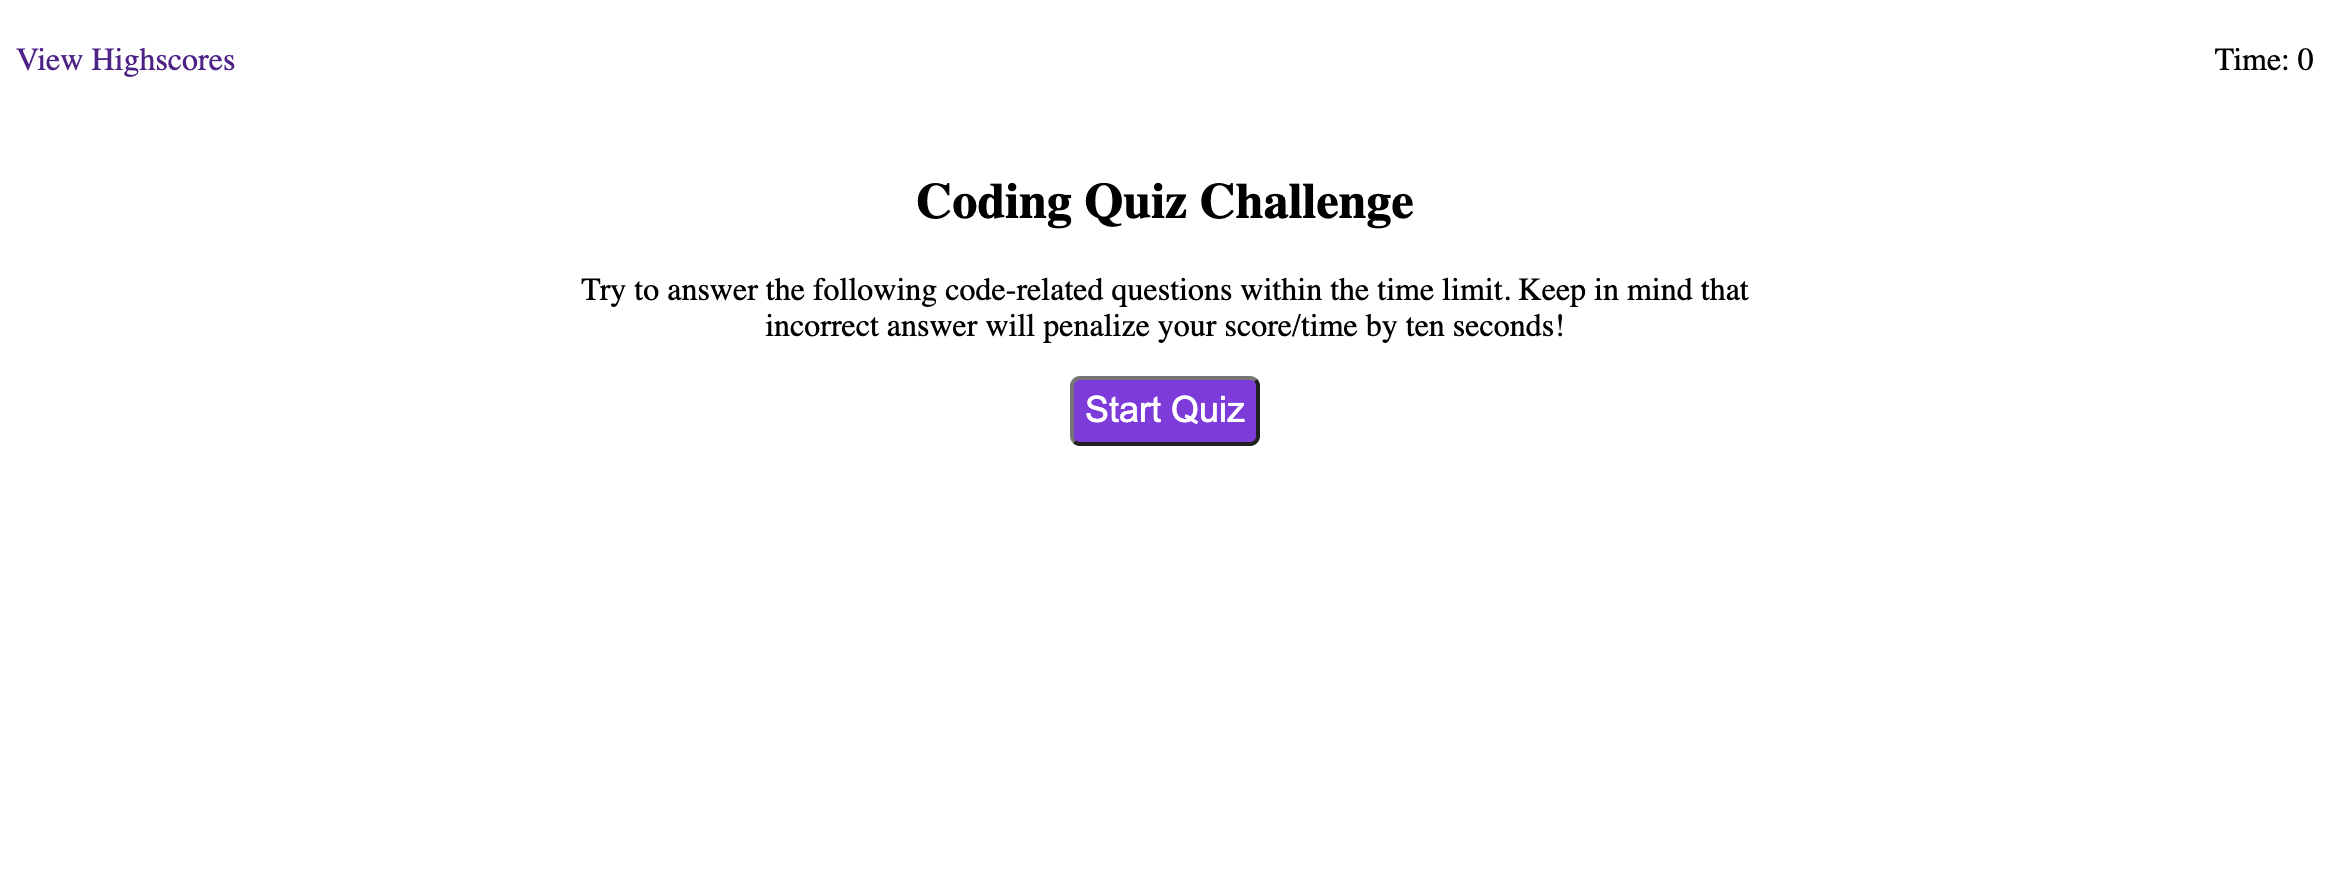 View Highscores
Time: 0
Coding Quiz Challenge
Try to answer the following code-related questions within the time limit. Keep in mind that
incorrect answer will penalize your score/time by ten seconds!
Start Quiz